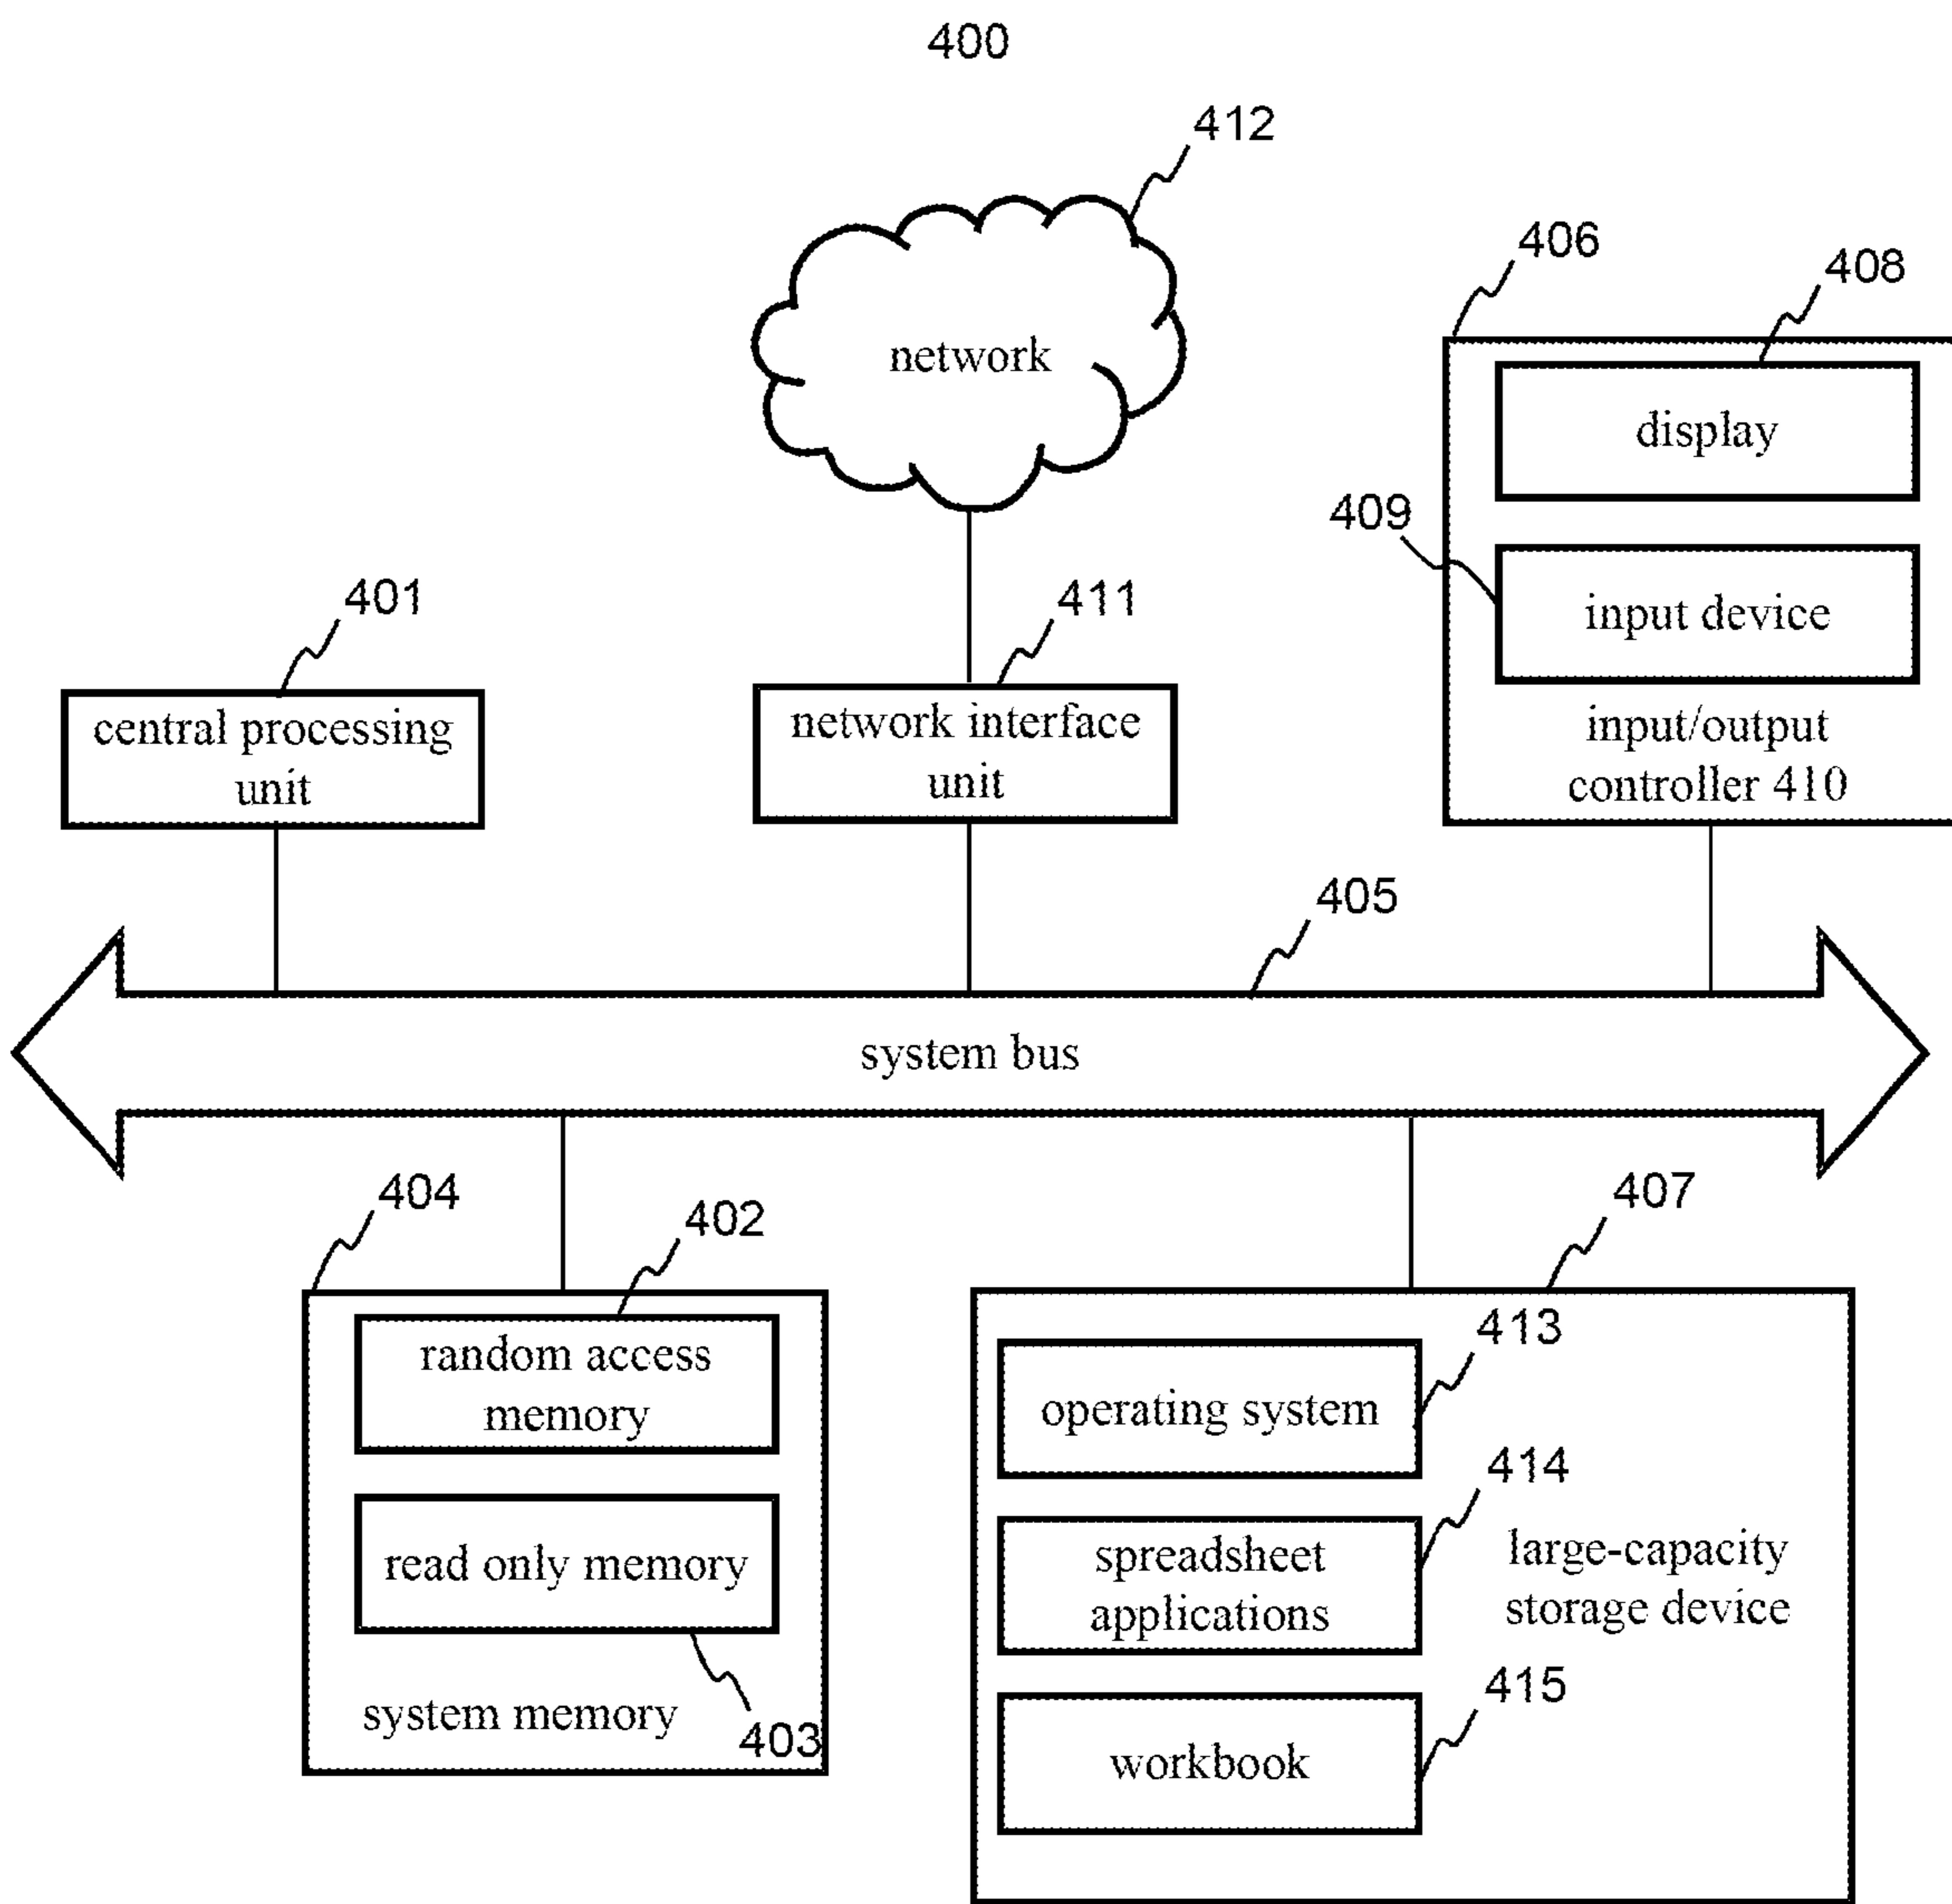 400
412
network
406
408
display
409
input device
input/output
controller 410
401
central processing
unit
411
network interface
unit
405
system bus
404
402
random access
memory
read only memory
system memory
403
407
413
operating system
414
spreadsheet
applications
large-capacity
storage device
415
workbook